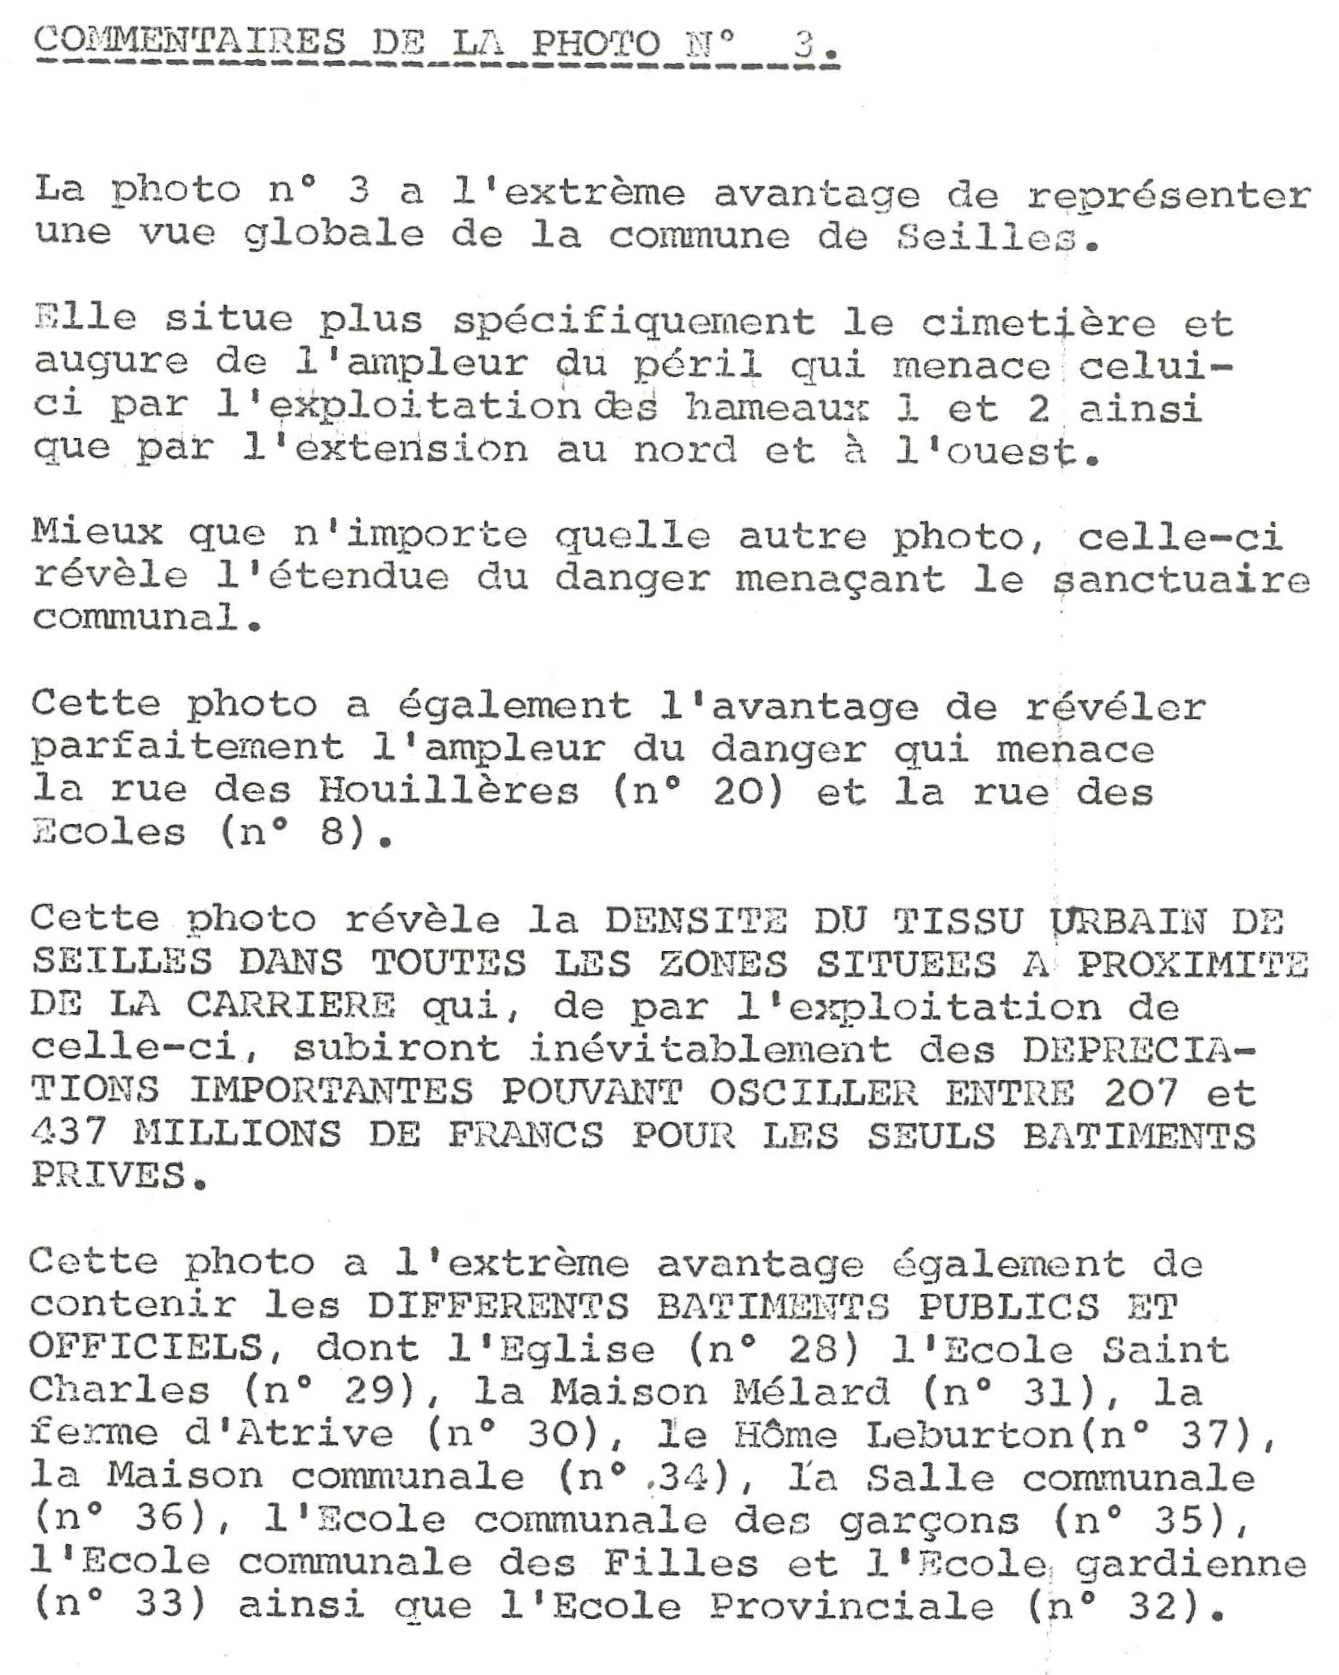 COMMENTAIRES DE LA PHOTO N° 3.
La photo n° 3 a l'extrème avantage de représenter
une vue globale de la commune de Seilles.
Elle situe plus spécifiquement le cimetière et
augure de l'ampleur du péril qui menace celui-
ci par l'exploitation des hameaux 1 et 2 ainsi
que par l'extension au nord et à l'ouest.
Mieux que n'importe quelle autre photo, celle-ci
révèle l'étendue du danger menaçant le sanctuaire
communal.
Cette photo a également l'avantage de révéler
parfaitement l'ampleur du danger qui menace
la rue des Houillères (n° 20) et la rue des
Ecoles (n° 8).
Cette photo révèle la DENSITE DU TISSU URBAIN DE
SEILLES DANS TOUTES LES ZONES SITUEES A PROXIMITE
DE LA CARRIERE qui, de par l'exploitation de
celle-ci, subiront inévitablement des DEPRECIA-
TIONS IMPORTANTES POUVANT OSCILLER ENTRE 207 et
437 MILLIONS DE FRANCS POUR LES SEULS BATIMENTS
PRIVES.
Cette photo a l'extrème avantage également de
contenir les DIFFERENTS BATIMENTS PUBLICS ET
OFFICIELS, dont l'Eglise (n° 28) l'Ecole Saint
Charles (n° 29), la Maison Mélard (n° 31), la
ferme d'Atrive (n° 30), le Hôme Leburton(n° 37),
la Maison communale (n° 34), la Salle communale
(n° 36), l'Ecole communale des garçons (n° 35),
l'Ecole communale des Filles et l'Ecole gardienne
(n° 33) ainsi que l'Ecole Provinciale (n° 32).